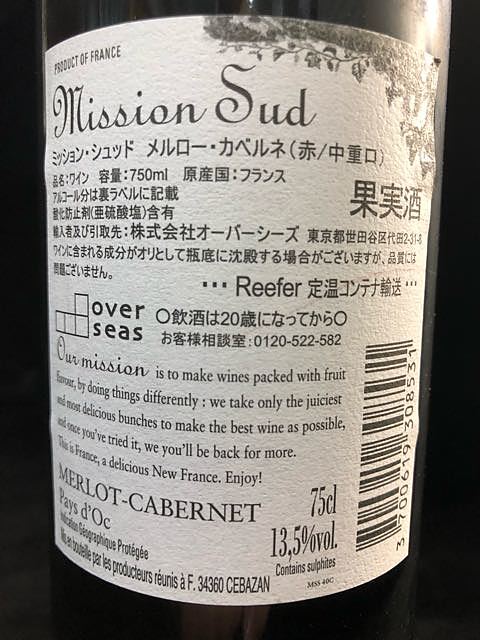 PRODUCT OF FRANCE
Mission Sud
ミッション・シュッド メルロー・カベルネ(赤/中重口)
品名:ワイン 容量:750ml 原産国:フランス
アルコール分は裏ラベルに記載
果実酒
酸化防止剤(亜硫酸塩)含有
輸入者及び引取先:株式会社オーバーシーズ 東京都世田谷区代田2-31-8
ワインに含まれる成分がオリとして瓶底に沈殿する場合がございますが、品質には
問題ございません。
… Reefer 定温コンテナ輸送 …
over
seas
〇飲酒は20歳になってから〇
お客様相談室:0120-522-582
Our mission is to make wines packed with fruit
flavour, by doing things differently : we take only the juiciest
and most delicious bunches to make the best wine as possible,
and once you've tried it, we you'll be back for more.
This is France, a delicious New France. Enjoy!
MERLOT-CABERNET
Pays d'Oc
Indication Géographique Protégée
Mis en bouteille par les producteurs réunis à F. 34360 CEBAZAN
75cl
13,5%vol.
Contains sulphites
MSS 40G
3 700619 308531